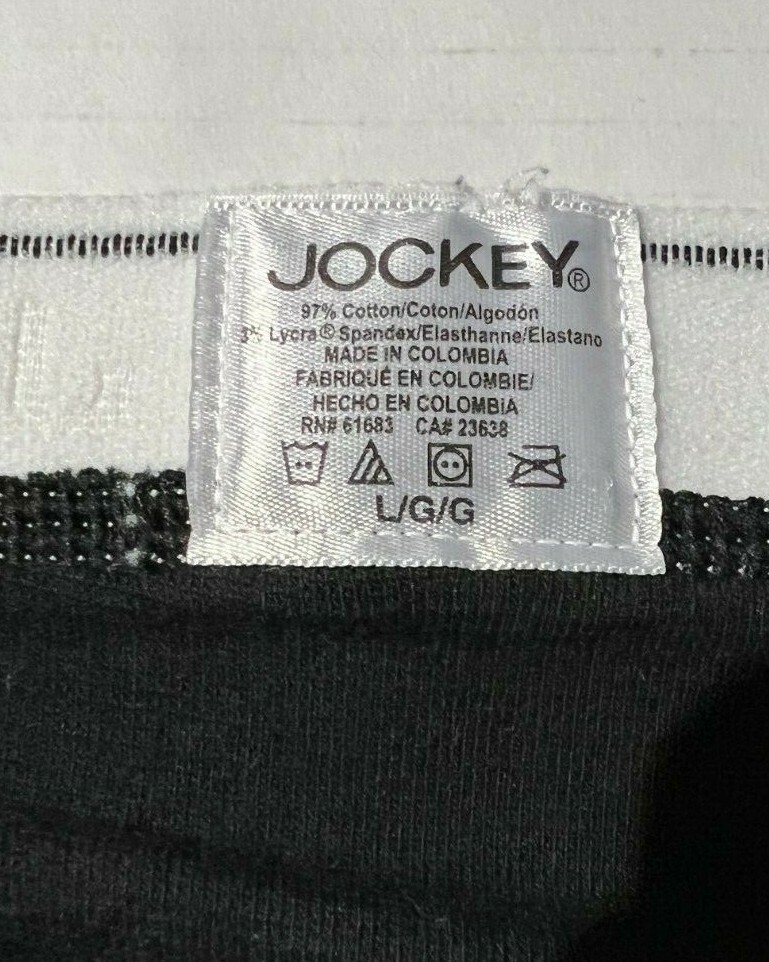 JOCKEY®
97% Cotton/Coton/Algodón
3% Lycra® Spandex/Elasthanne/Elastano
MADE IN COLOMBIA
FABRIQUÉ EN COLOMBIE/
HECHO EN COLOMBIA
RN# 61683 CA# 23638
L/G/G